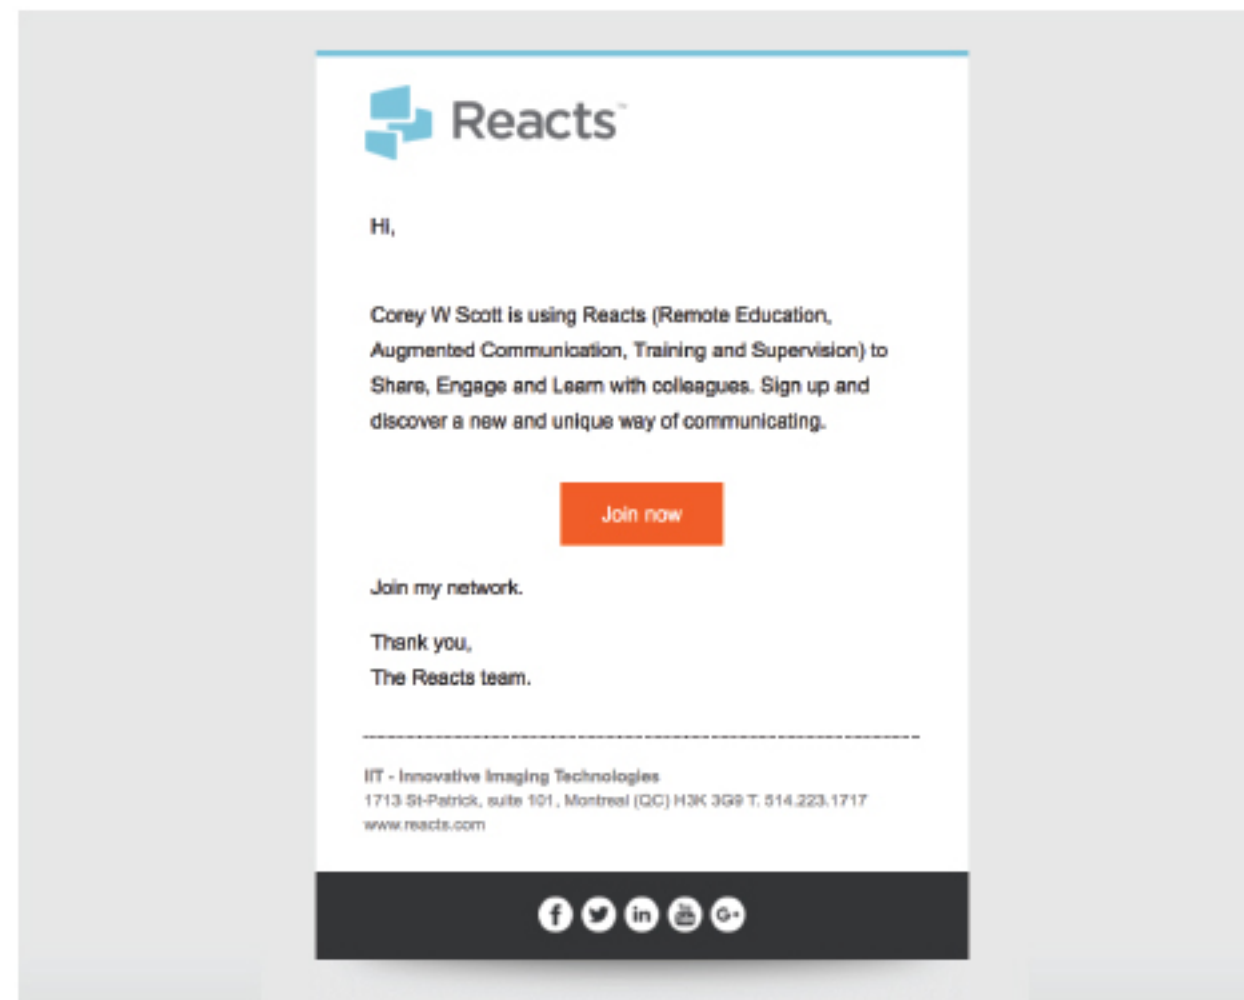 Reacts™
Hi,
Corey W Scott is using Reacts (Remote Education,
Augmented Communication, Training and Supervision) to
Share, Engage and Learn with colleagues. Sign up and
discover a new and unique way of communicating.
Join now
Join my network.
Thank you,
The Reacts team.
IIT - Innovative Imaging Technologies
1713 St-Patrick, suite 101, Montreal (QC) H3K 3G9 T. 514.223.1717
www.reacts.com